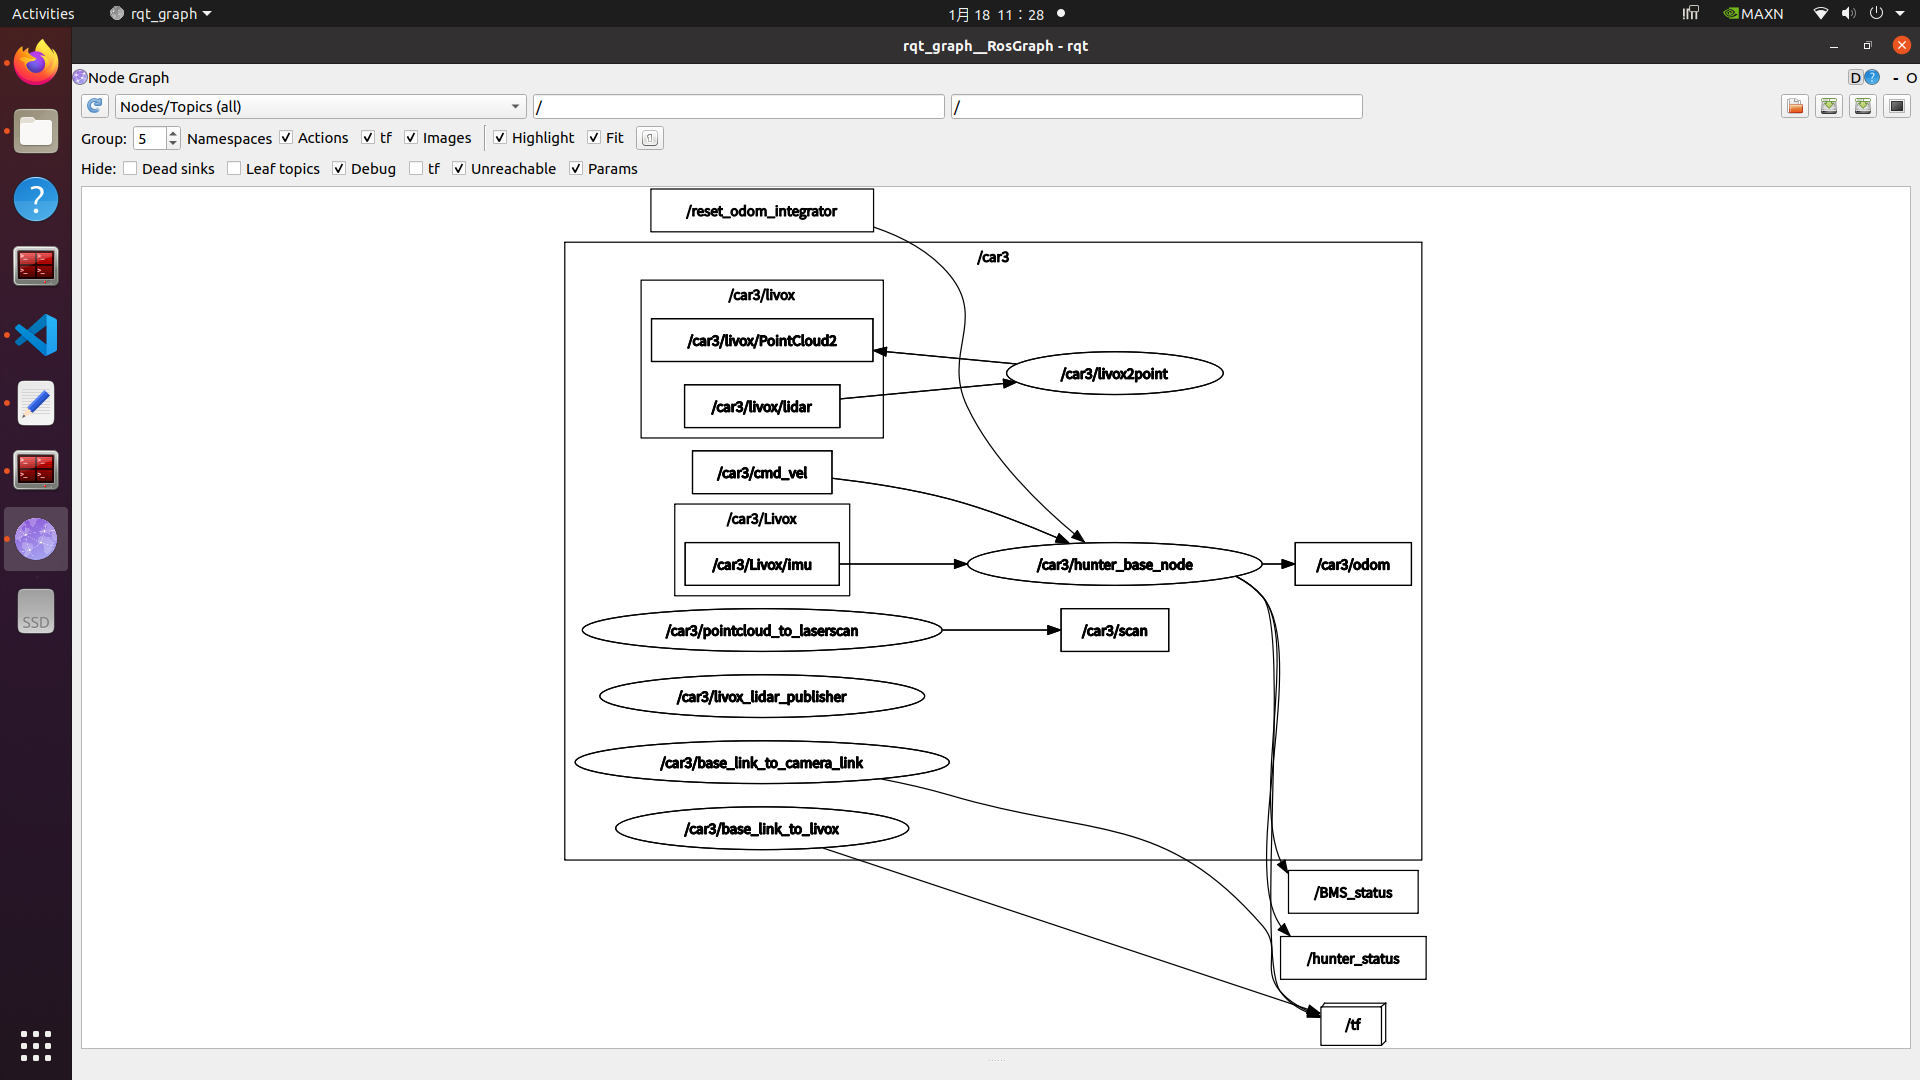 Activities
rqt_graph
1月 18 11：28
MAXN
rqt_graph__RosGraph - rqt
Node Graph
D
- O
Nodes/Topics (all)
/
/
Group: 5 Namespaces Actions tf Images Highlight Fit
Hide: Dead sinks Leaf topics Debug tf Unreachable Params
/reset_odom_integrator
/car3
/car3/livox
/car3/livox/PointCloud2
/car3/livox2point
/car3/livox/lidar
/car3/cmd_vel
/car3/Livox
/car3/Livox/imu
/car3/hunter_base_node
/car3/odom
/car3/pointcloud_to_laserscan
/car3/scan
/car3/livox_lidar_publisher
/car3/base_link_to_camera_link
/car3/base_link_to_livox
/BMS_status
/hunter_status
/tf
SSD